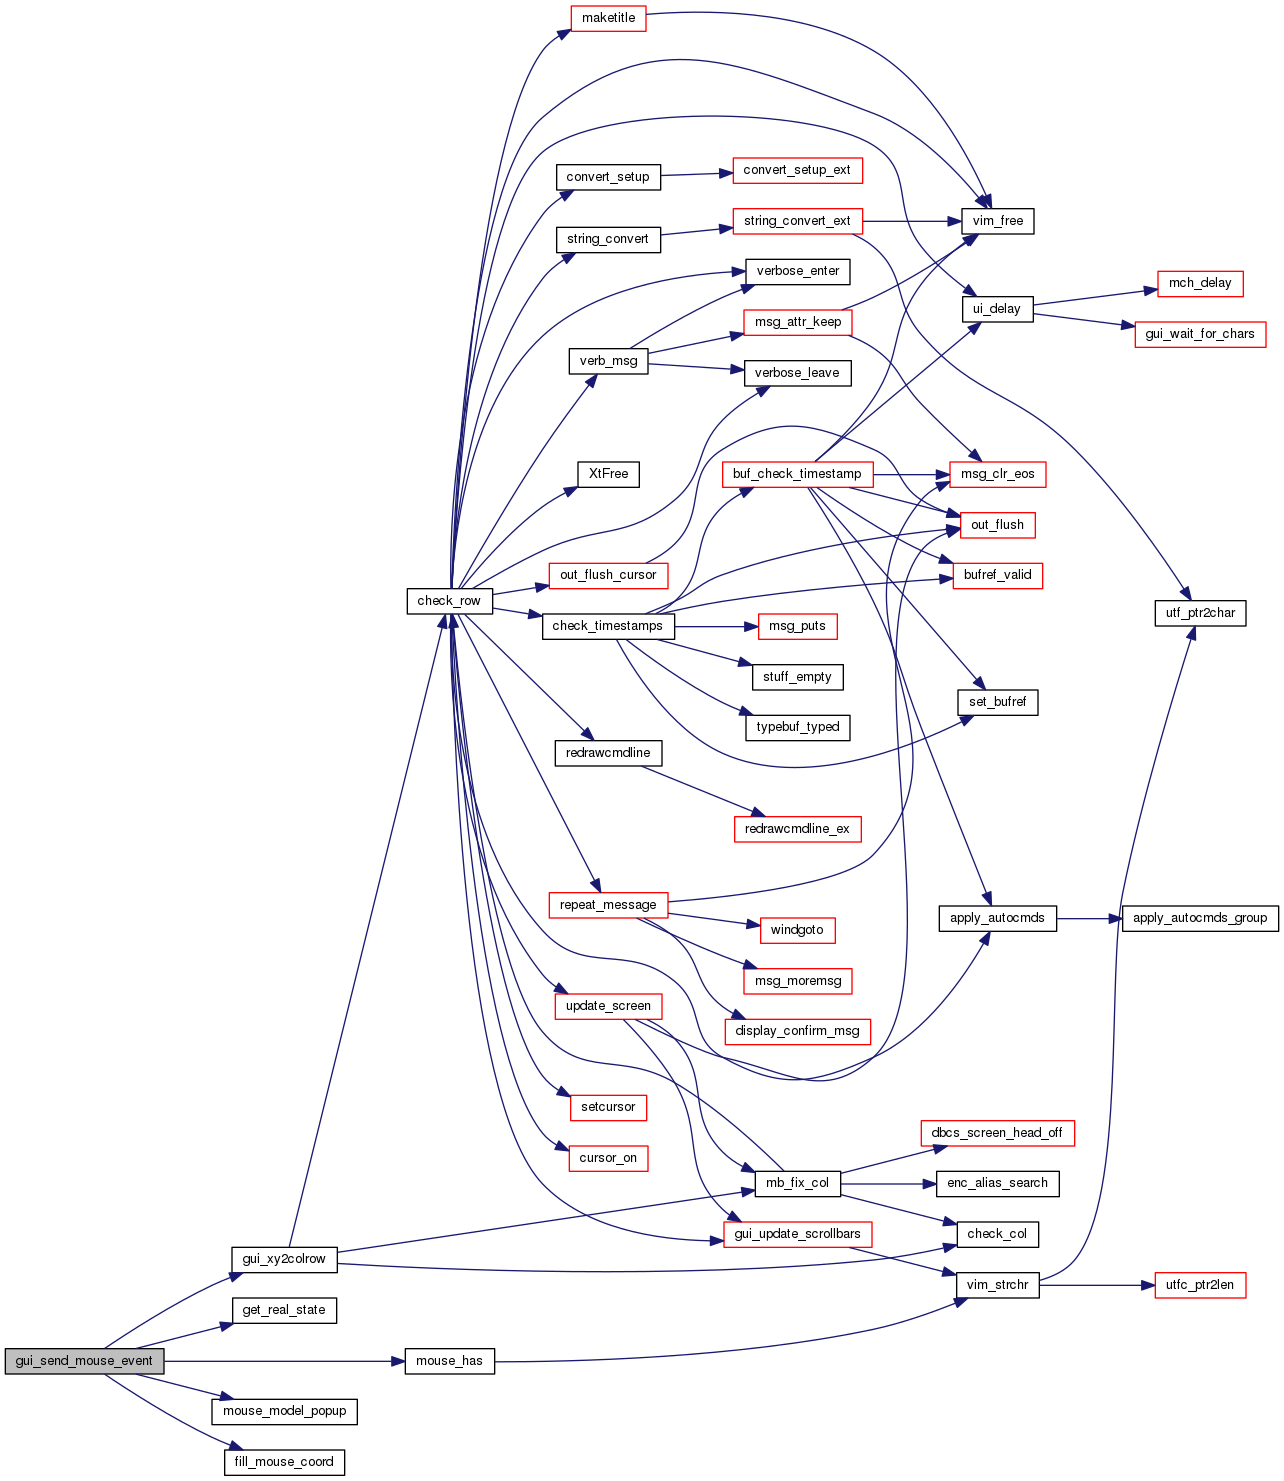 maketitle
convert_setup
convert_setup_ext
string_convert
string_convert_ext
vim_free
verbose_enter
mch_delay
ui_delay
msg_attr_keep
gui_wait_for_chars
verb_msg
verbose_leave
XtFree
buf_check_timestamp
msg_clr_eos
out_flush
out_flush_cursor
bufref_valid
check_row
utf_ptr2char
check_timestamps
msg_puts
stuff_empty
set_bufref
typebuf_typed
redrawcmdline
redrawcmdline_ex
repeat_message
apply_autocmds
apply_autocmds_group
windgoto
msg_moremsg
update_screen
display_confirm_msg
setcursor
dbcs_screen_head_off
cursor_on
mb_fix_col
enc_alias_search
gui_update_scrollbars
check_col
gui_xy2colrow
vim_strchr
utfc_ptr2len
get_real_state
gui_send_mouse_event
mouse_has
mouse_model_popup
fill_mouse_coord